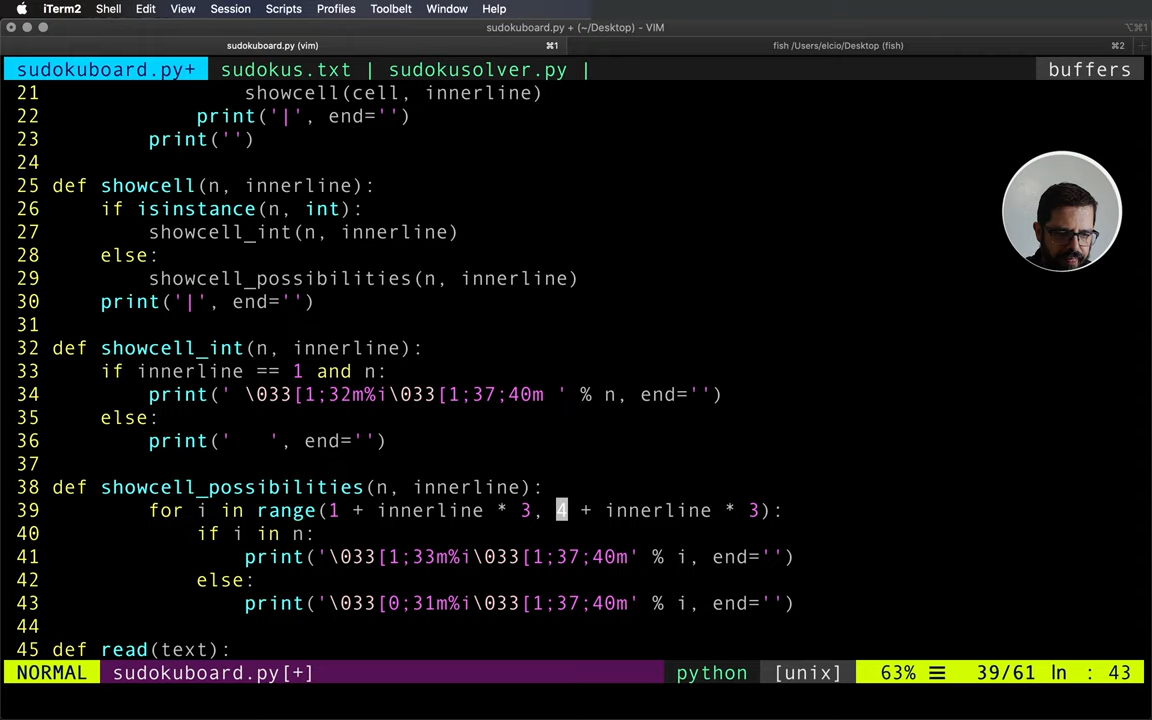 iTerm2 Shell Edit View Session Scripts Profiles Toolbelt Window Help
sudokuboard.py + (~/Desktop) - VIM ⌥⌘1
sudokuboard.py (vim) ⌘1 fish /Users/elcio/Desktop (fish) ⌘2
sudokuboard.py+ sudokus.txt | sudokusolver.py | buffers
21                 showcell(cell, innerline)
22             print('|', end='')
23         print('')
24
25 def showcell(n, innerline):
26     if isinstance(n, int):
27         showcell_int(n, innerline)
28     else:
29         showcell_possibilities(n, innerline)
30     print('|', end='')
31
32 def showcell_int(n, innerline):
33     if innerline == 1 and n:
34         print(' \033[1;32m%i\033[1;37;40m ' % n, end='')
35     else:
36         print('   ', end='')
37
38 def showcell_possibilities(n, innerline):
39         for i in range(1 + innerline * 3, 4 + innerline * 3):
40             if i in n:
41                 print('\033[1;33m%i\033[1;37;40m' % i, end='')
42             else:
43                 print('\033[0;31m%i\033[1;37;40m' % i, end='')
44
45 def read(text):
NORMAL sudokuboard.py[+] python [unix] 63% ☰ 39/61 ln : 43